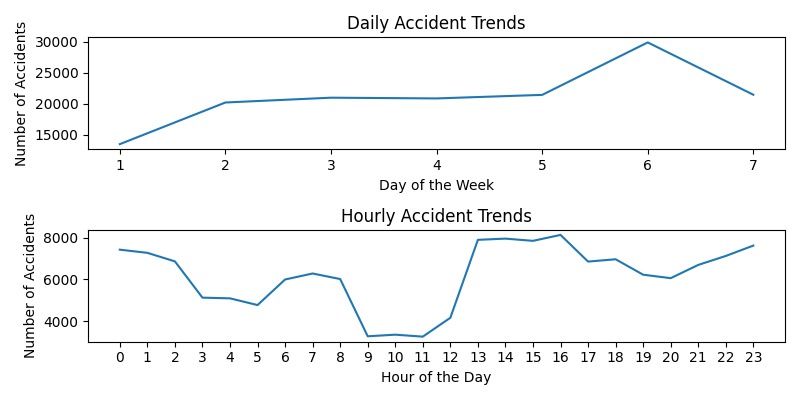 Daily Accident Trends
Number of Accidents
30000
25000
20000
15000
1 2 3 4 5 6 7
Day of the Week
Hourly Accident Trends
Number of Accidents
8000
6000
4000
0 1 2 3 4 5 6 7 8 9 10 11 12 13 14 15 16 17 18 19 20 21 22 23
Hour of the Day